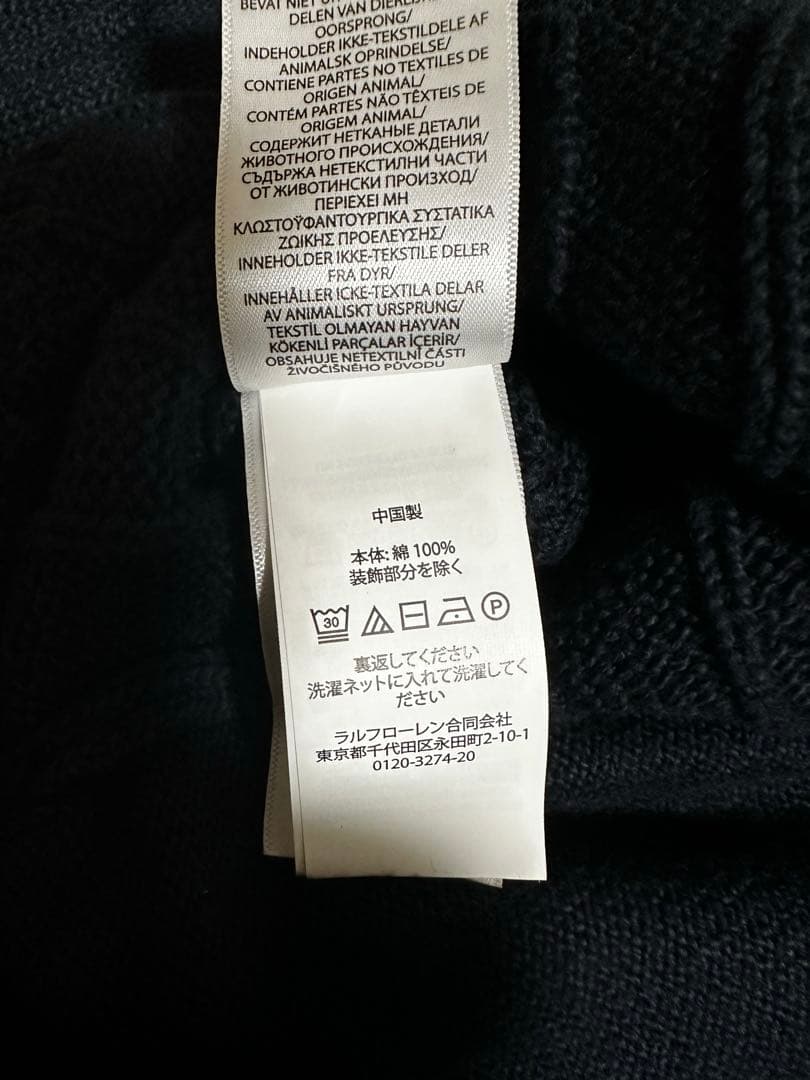 BEVAT NIET
DELEN VAN DIERLIJKE
OORSPRONG/
INDEHOLDER IKKE-TEKSTILDELE AF
ANIMALSK OPRINDELSE/
CONTIENE PARTES NO TEXTILES DE
ORIGEN ANIMAL/
CONTÉM PARTES NÃO TÊXTEIS DE
ORIGEM ANIMAL/
СОДЕРЖИТ НЕТКАНЫЕ ДЕТАЛИ
ЖИВОТНОГО ПРОИСХОЖДЕНИЯ/
СЪДЪРЖА НЕТЕКСТИЛНИ ЧАСТИ
ОТ ЖИВОТИНСКИ ПРОИЗХОД/
ΠΕΡΙΕΧΕΙ ΜΗ
ΚΛΩΣΤΟΫΦΑΝΤΟΥΡΓΙΚΑ ΣΥΣΤΑΤΙΚΑ
ΖΩΙΚΗΣ ΠΡΟΕΛΕΥΣΗΣ/
INNEHOLDER IKKE-TEKSTILE DELER
FRA DYR/
INNEHÅLLER ICKE-TEXTILA DELAR
AV ANIMALISKT URSPRUNG/
TEKSTİL OLMAYAN HAYVAN
KÖKENLİ PARÇALAR İÇERİR/
OBSAHUJE NETEXTILNÍ ČÁSTI
ŽIVOČIŠNÉHO PŮVODU
中国製
本体: 綿 100%
装飾部分を除く
30 P
裏返してください
洗濯ネットに入れて洗濯してく
ださい
ラルフローレン合同会社
東京都千代田区永田町2-10-1
0120-3274-20